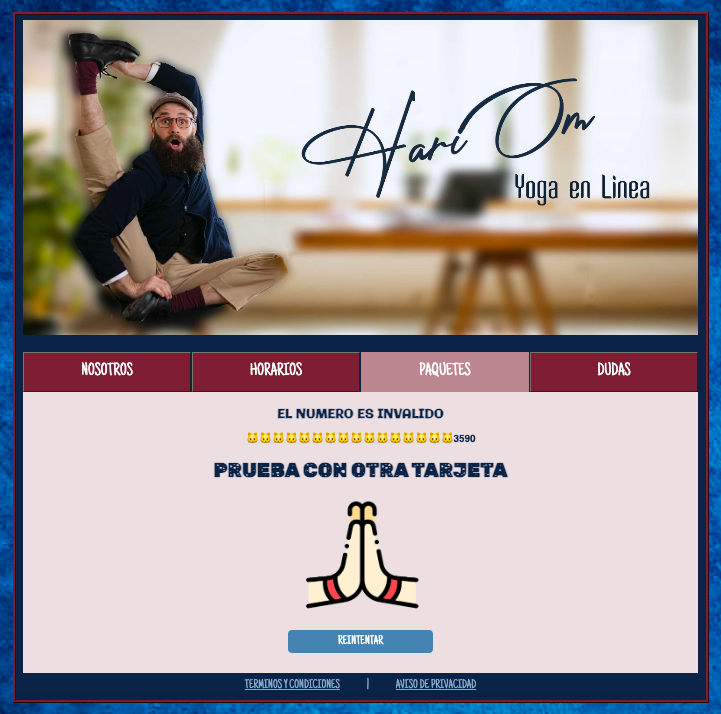 Hari Om
Yoga en Linea
NOSOTROS
HORARIOS
PAQUETES
DUDAS
EL NUMERO ES INVALIDO
🐱🐱🐱🐱🐱🐱🐱🐱🐱🐱🐱🐱🐱🐱🐱🐱3590
PRUEBA CON OTRA TARJETA
REINTENTAR
TERMINOS Y CONDICIONES | AVISO DE PRIVACIDAD